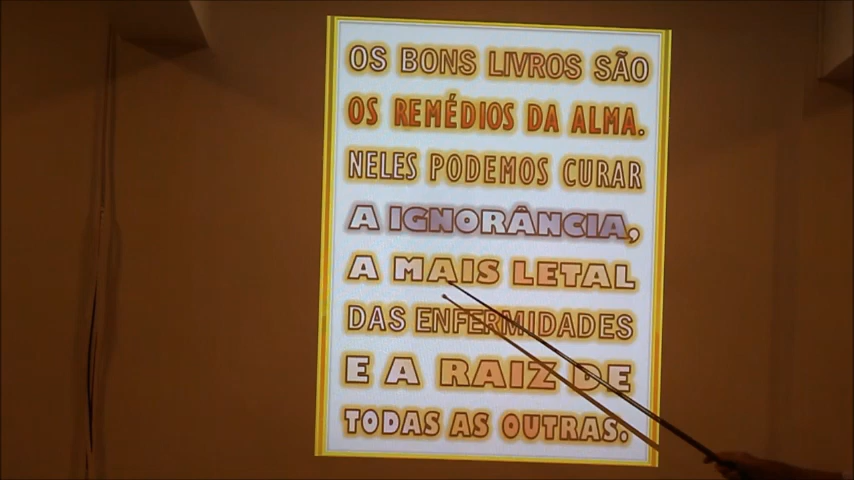 OS BONS LIVROS SÃO
OS REMÉDIOS DA ALMA.
NELES PODEMOS CURAR
A IGNORÂNCIA,
A MAIS LETAL
DAS ENFERMIDADES
E A RAIZ DE
TODAS AS OUTRAS.